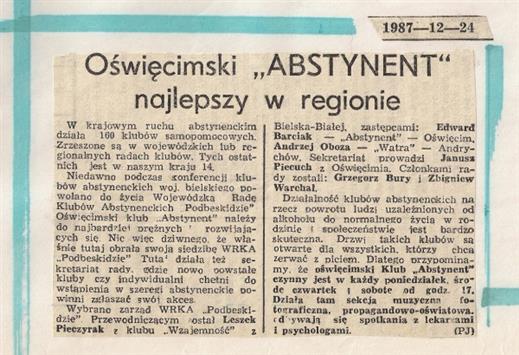 1987—12—24
Oświęcimski „ABSTYNENT"
najlepszy w regionie
W krajowym ruchu abstynenckim
działa 160 klubów samopomocowych.
Zrzeszone są w wojewódzkich lub re-
gionalnych radach klubów. Tych ostat-
nich jest w naszym kraju 14.
Niedawno podczas konferencji klu-
bów abstynenckich woj. bielskiego powo-
łano do życia Wojewódzką Radę
Klubów Abstynenckich Podbeskidzie"
Oświęcimski klub „Abstynent" należy
do najbardziej prężnych rozwijają-
cych się. Nic więc dziwnego, że wła-
śnie tutaj obrała swoją siedzibę WRKA
„Podbeskidzie" Tuta działa też se-
kretariat rady, gdzie nowo powstałe
kluby czy indywidualni chętni do
wstąpienia w szeregi abstynenckie po-
winni zgłaszać swój akces.
Wybrano zarząd WRKA „Podbeski-
dzie" Przewodniczącym został Leszek
Pieczyrak z klubu „Wzajemność" z
Bielska-Białej, zastępcami: Edward
Barciak — „Abstynent" — Oświęcim,
Andrzej Oboza — „Watra" — Andry-
chów. Sekretariat prowadzi Janusz
Piecuch z Oświęcimia. Członkami ra-
dy zostali: Grzegorz Bury i Zbigniew
Warchał.
Działalność klubów abstynenckich na
rzecz powrotu ludzi uzależnionych od
alkoholu do normalnego życia w ro-
dzinie i społeczeństwie jest bardzo
skuteczna. Drzwi takich klubów są
otwarte dla wszystkich, którzy chcą
zerwać z piciem. Dlatego przypomina-
my, że oświęcimski Klub „Abstynent"
czynny jest w każdy poniedziałek, śro-
dę czwartek i sobotę od godz. 17.
Działa tam sekcja muzyczna fo-
tograficzna, propagandowo-oświatowa.
odbywają się spotkania z lekarzami
i psychologami. (PJ)